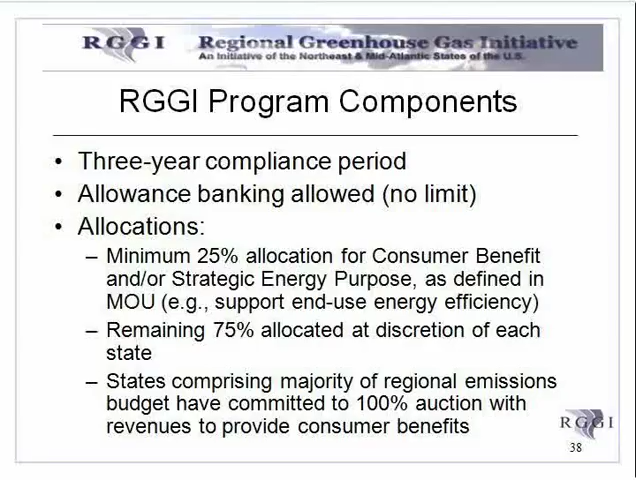 RGGI Regional Greenhouse Gas Initiative
An Initiative of the Northeast & Mid-Atlantic States of the U.S.
RGGI Program Components
• Three-year compliance period
• Allowance banking allowed (no limit)
• Allocations:
– Minimum 25% allocation for Consumer Benefit
and/or Strategic Energy Purpose, as defined in
MOU (e.g., support end-use energy efficiency)
– Remaining 75% allocated at discretion of each
state
– States comprising majority of regional emissions
budget have committed to 100% auction with
revenues to provide consumer benefits
RGGI
38